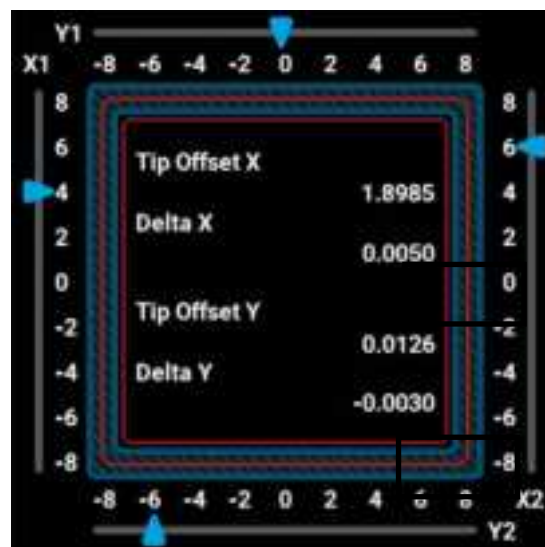 Y1
X1 -8 -6 -4 -2 0 2 4 6 8
8 8
6 6
Tip Offset X
4 1.8985 4
Delta X
2 2
0.0050
0 0
Tip Offset Y
-2 -2
0.0126
-4 Delta Y -4
-0.0030
-6 -6
-8 -8
-8 -6 -4 -2 0 2 4 6 8 X2
Y2